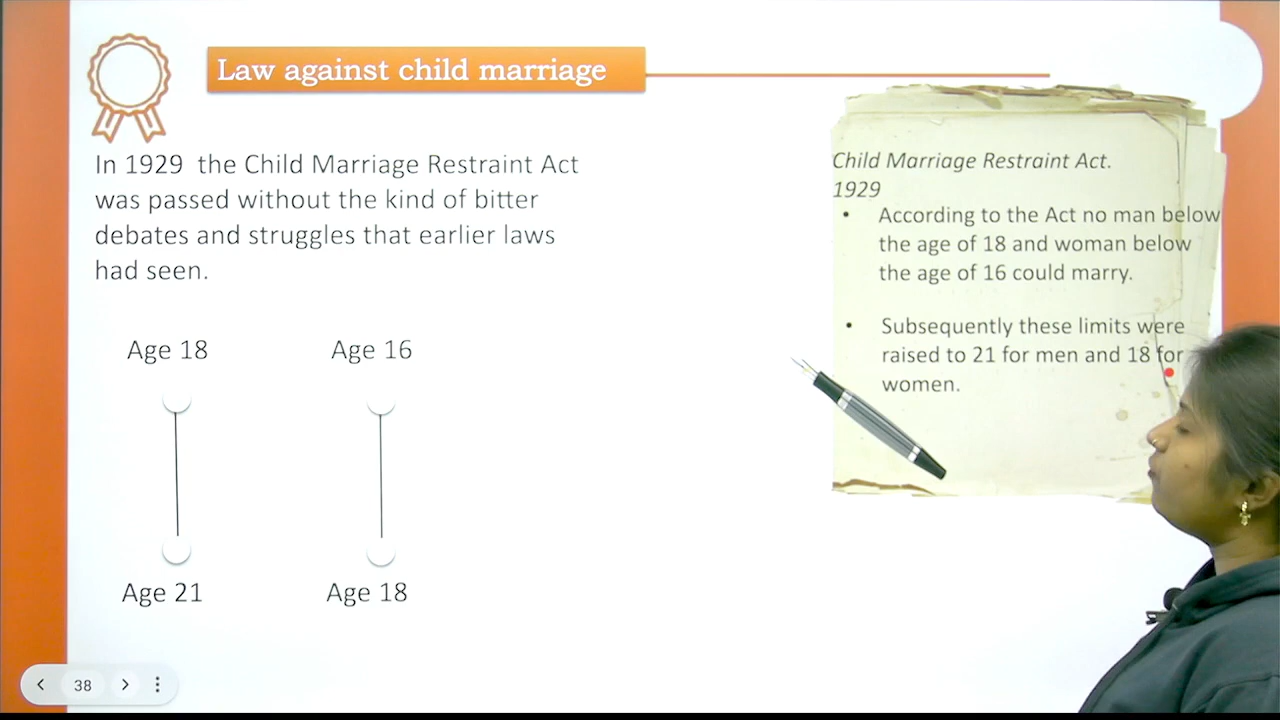 Law against child marriage
In 1929 the Child Marriage Restraint Act
was passed without the kind of bitter
debates and struggles that earlier laws
had seen.
Age 18
Age 16
Age 21
Age 18
Child Marriage Restraint Act.
1929
• According to the Act no man below
the age of 18 and woman below
the age of 16 could marry.
• Subsequently these limits were
raised to 21 for men and 18 for
women.
38